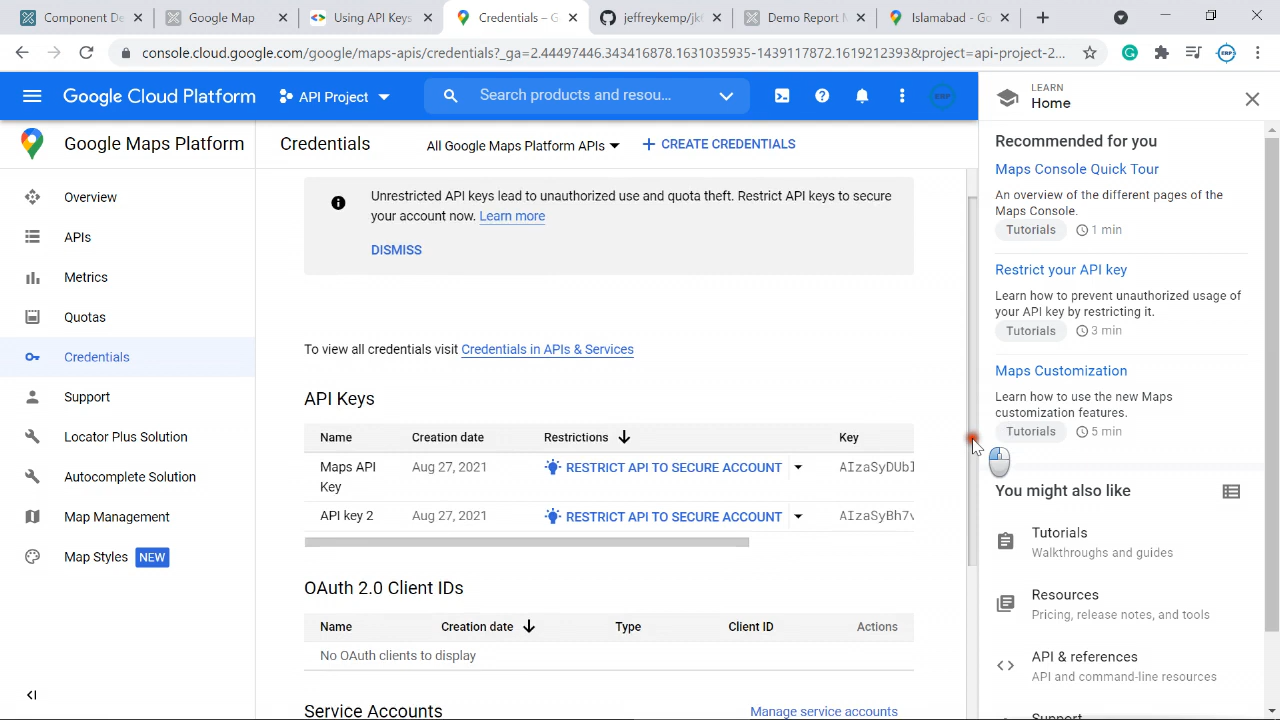 Component De
Google Map
Using API Keys
Credentials – G
jeffreykemp/jk
Demo Report M
Islamabad - Go
console.cloud.google.com/google/maps-apis/credentials?_ga=2.44497446.343416878.1631035935-1439117872.1619212393&project=api-project-2...
Google Cloud Platform
API Project
Search products and resou...
ERP
LEARN
Home
Google Maps Platform
Credentials
All Google Maps Platform APIs
CREATE CREDENTIALS
Overview
APIs
Metrics
Quotas
Credentials
Support
Locator Plus Solution
Autocomplete Solution
Map Management
Map Styles NEW
Unrestricted API keys lead to unauthorized use and quota theft. Restrict API keys to secure
your account now. Learn more
DISMISS
To view all credentials visit Credentials in APIs & Services
API Keys
Name Creation date Restrictions Key
Maps API
Key
Aug 27, 2021 RESTRICT API TO SECURE ACCOUNT AIzaSyDUbI
API key 2 Aug 27, 2021 RESTRICT API TO SECURE ACCOUNT AIzaSyBh7v
OAuth 2.0 Client IDs
Name Creation date Type Client ID Actions
No OAuth clients to display
Service Accounts Manage service accounts
Recommended for you
Maps Console Quick Tour
An overview of the different pages of the
Maps Console.
Tutorials 1 min
Restrict your API key
Learn how to prevent unauthorized usage of
your API key by restricting it.
Tutorials 3 min
Maps Customization
Learn how to use the new Maps
customization features.
Tutorials 5 min
You might also like
Tutorials
Walkthroughs and guides
Resources
Pricing, release notes, and tools
API & references
API and command-line resources
Support